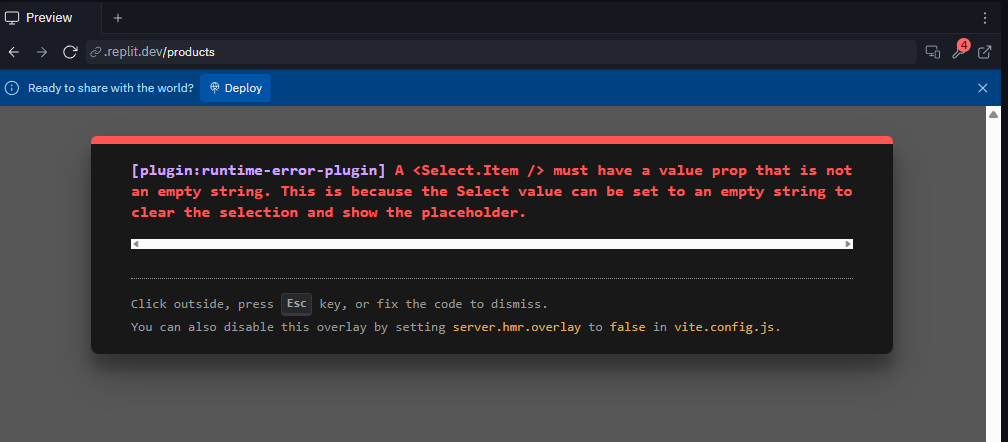 Preview
.replit.dev/products
4
Ready to share with the world?
Deploy
[plugin:runtime-error-plugin] A <Select.Item /> must have a value prop that is not
an empty string. This is because the Select value can be set to an empty string to
clear the selection and show the placeholder.
Click outside, press Esc key, or fix the code to dismiss.
You can also disable this overlay by setting server.hmr.overlay to false in vite.config.js.